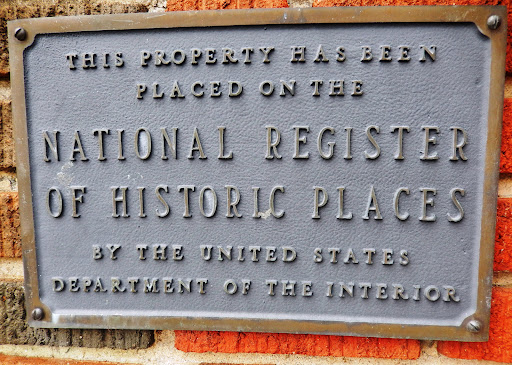 THIS PROPERTY HAS BEEN
PLACED ON THE
NATIONAL REGISTER
OF HISTORIC PLACES
BY THE UNITED STATES
DEPARTMENT OF THE INTERIOR